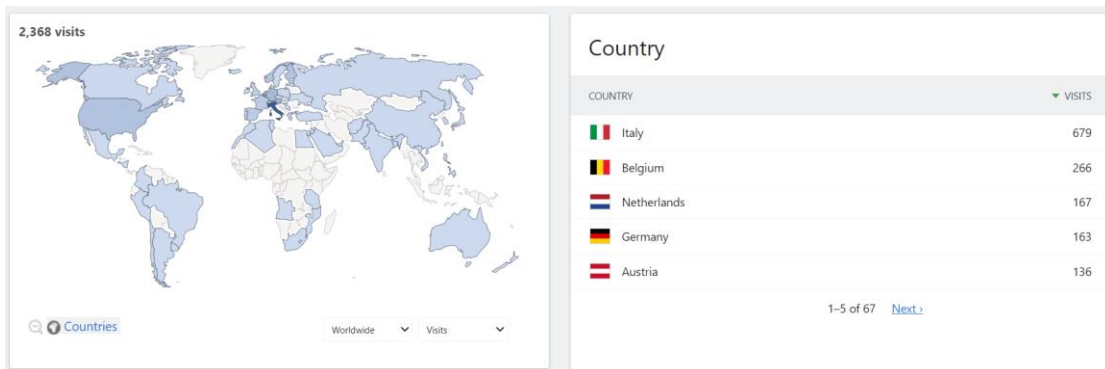 2,368 visits
Countries
Worldwide
Visits
Country
COUNTRY VISITS
Italy 679
Belgium 266
Netherlands 167
Germany 163
Austria 136
1–5 of 67 Next ›